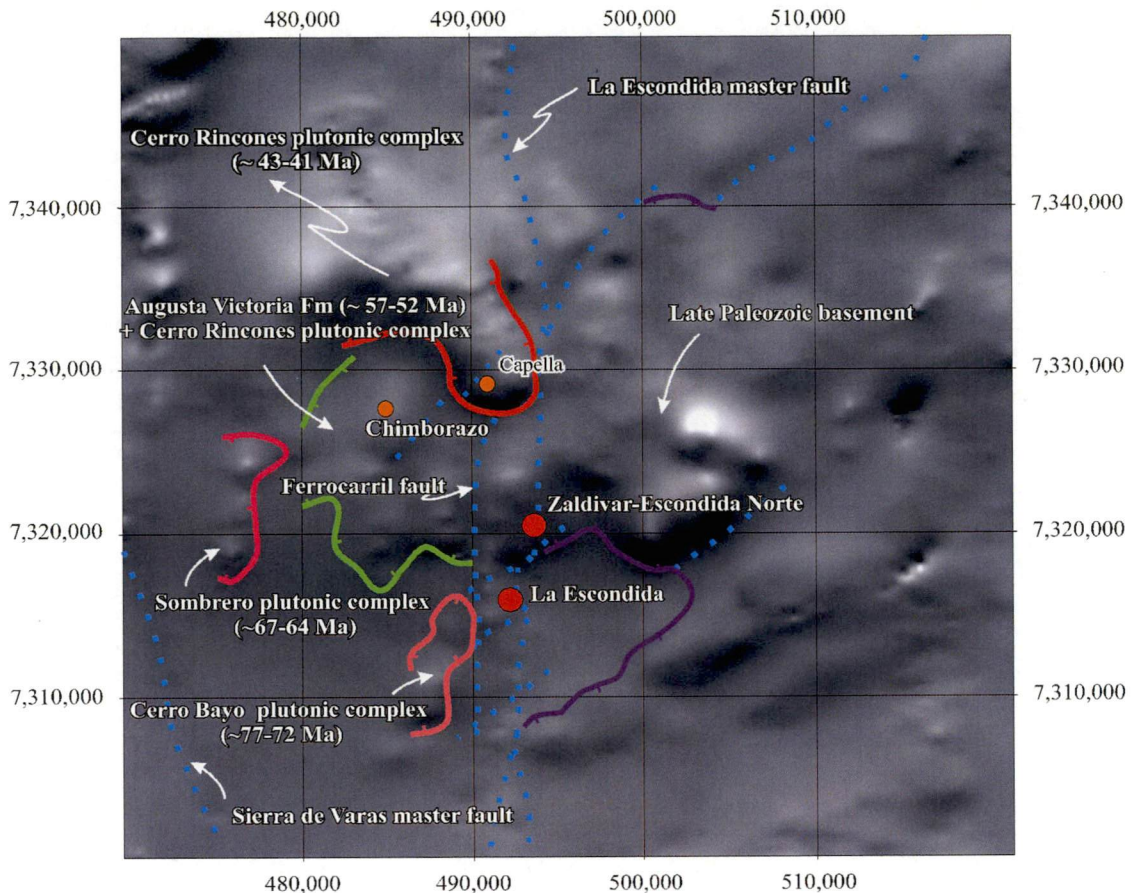 480,000 490,000 500,000 510,000
La Escondida master fault
Cerro Rincones plutonic complex
(~ 43-41 Ma)
7,340,000 7,340,000
Augusta Victoria Fm (~ 57-52 Ma)
+ Cerro Rincones plutonic complex
Late Paleozoic basement
Capella
7,330,000 7,330,000
Chimborazo
Ferrocarril fault
Zaldivar-Escondida Norte
7,320,000 7,320,000
La Escondida
Sombrero plutonic complex
(~67-64 Ma)
7,310,000 7,310,000
Cerro Bayo plutonic complex
(~77-72 Ma)
Sierra de Varas master fault
480,000 490,000 500,000 510,000